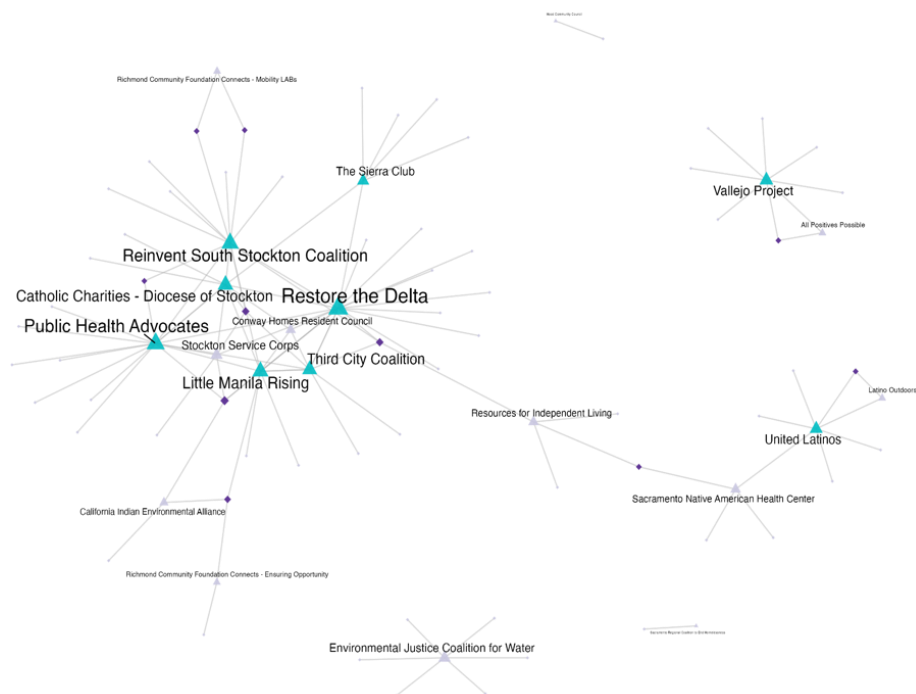 Richmond Community Foundation Connects - Mobility LABs
The Sierra Club
Vallejo Project
All Positives Possible
Reinvent South Stockton Coalition
Catholic Charities - Diocese of Stockton
Restore the Delta
Public Health Advocates
Conway Homes Resident Council
Stockton Service Corps
Third City Coalition
Little Manila Rising
Latino Outdoors
Resources for Independent Living
United Latinos
Sacramento Native American Health Center
California Indian Environmental Alliance
Richmond Community Foundation Connects - Ensuring Opportunity
Environmental Justice Coalition for Water